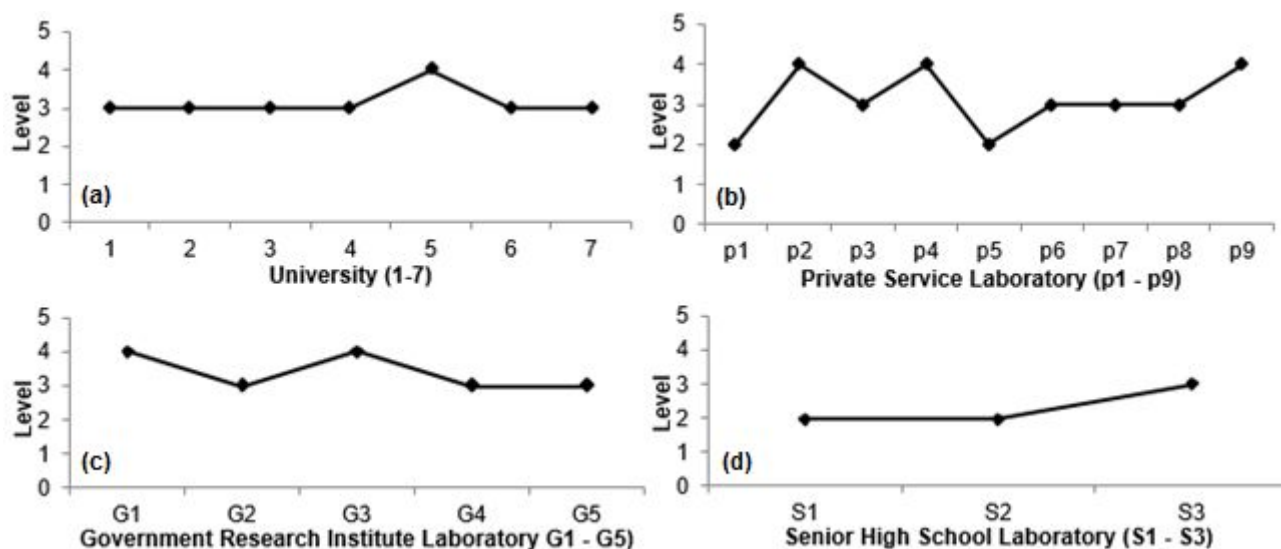 5
4
3
2
1
0
Level
(a)
1 2 3 4 5 6 7
University (1-7)
5
4
3
2
1
0
Level
(b)
p1 p2 p3 p4 p5 p6 p7 p8 p9
Private Service Laboratory (p1 - p9)
5
4
3
2
1
0
Level
(c)
G1 G2 G3 G4 G5
Government Research Institute Laboratory G1 - G5)
5
4
3
2
1
0
Level
(d)
S1 S2 S3
Senior High School Laboratory (S1 - S3)